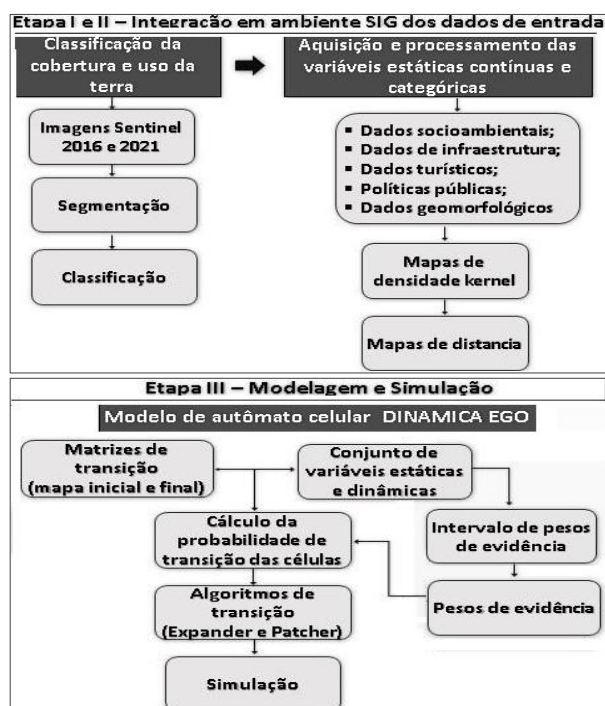 Etapa I e II – Integração em ambiente SIG dos dados de entrada
Classificação da
cobertura e uso da
terra
Aquisição e processamento das
variáveis estáticas contínuas e
categóricas
Imagens Sentinel
2016 e 2021
Segmentação
Classificação
▪ Dados socioambientais;
▪ Dados de infraestrutura;
▪ Dados turísticos;
▪ Políticas públicas;
▪ Dados geomorfológicos
Mapas de
densidade kernel
Mapas de distancia
Etapa III – Modelagem e Simulação
Modelo de autômato celular DINAMICA EGO
Matrizes de
transição
(mapa inicial e final)
Conjunto de
variáveis estáticas
e dinâmicas
Cálculo da
probabilidade de
transição das células
Intervalo de pesos
de evidência
Pesos de evidência
Algoritmos de
transição
(Expander e Patcher)
Simulação